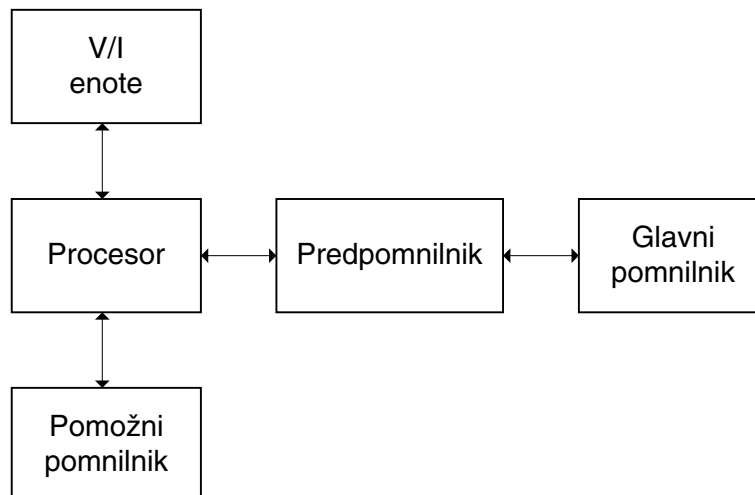 V/I
enote
Procesor
Predpomnilnik
Glavni
pomnilnik
Pomožni
pomnilnik